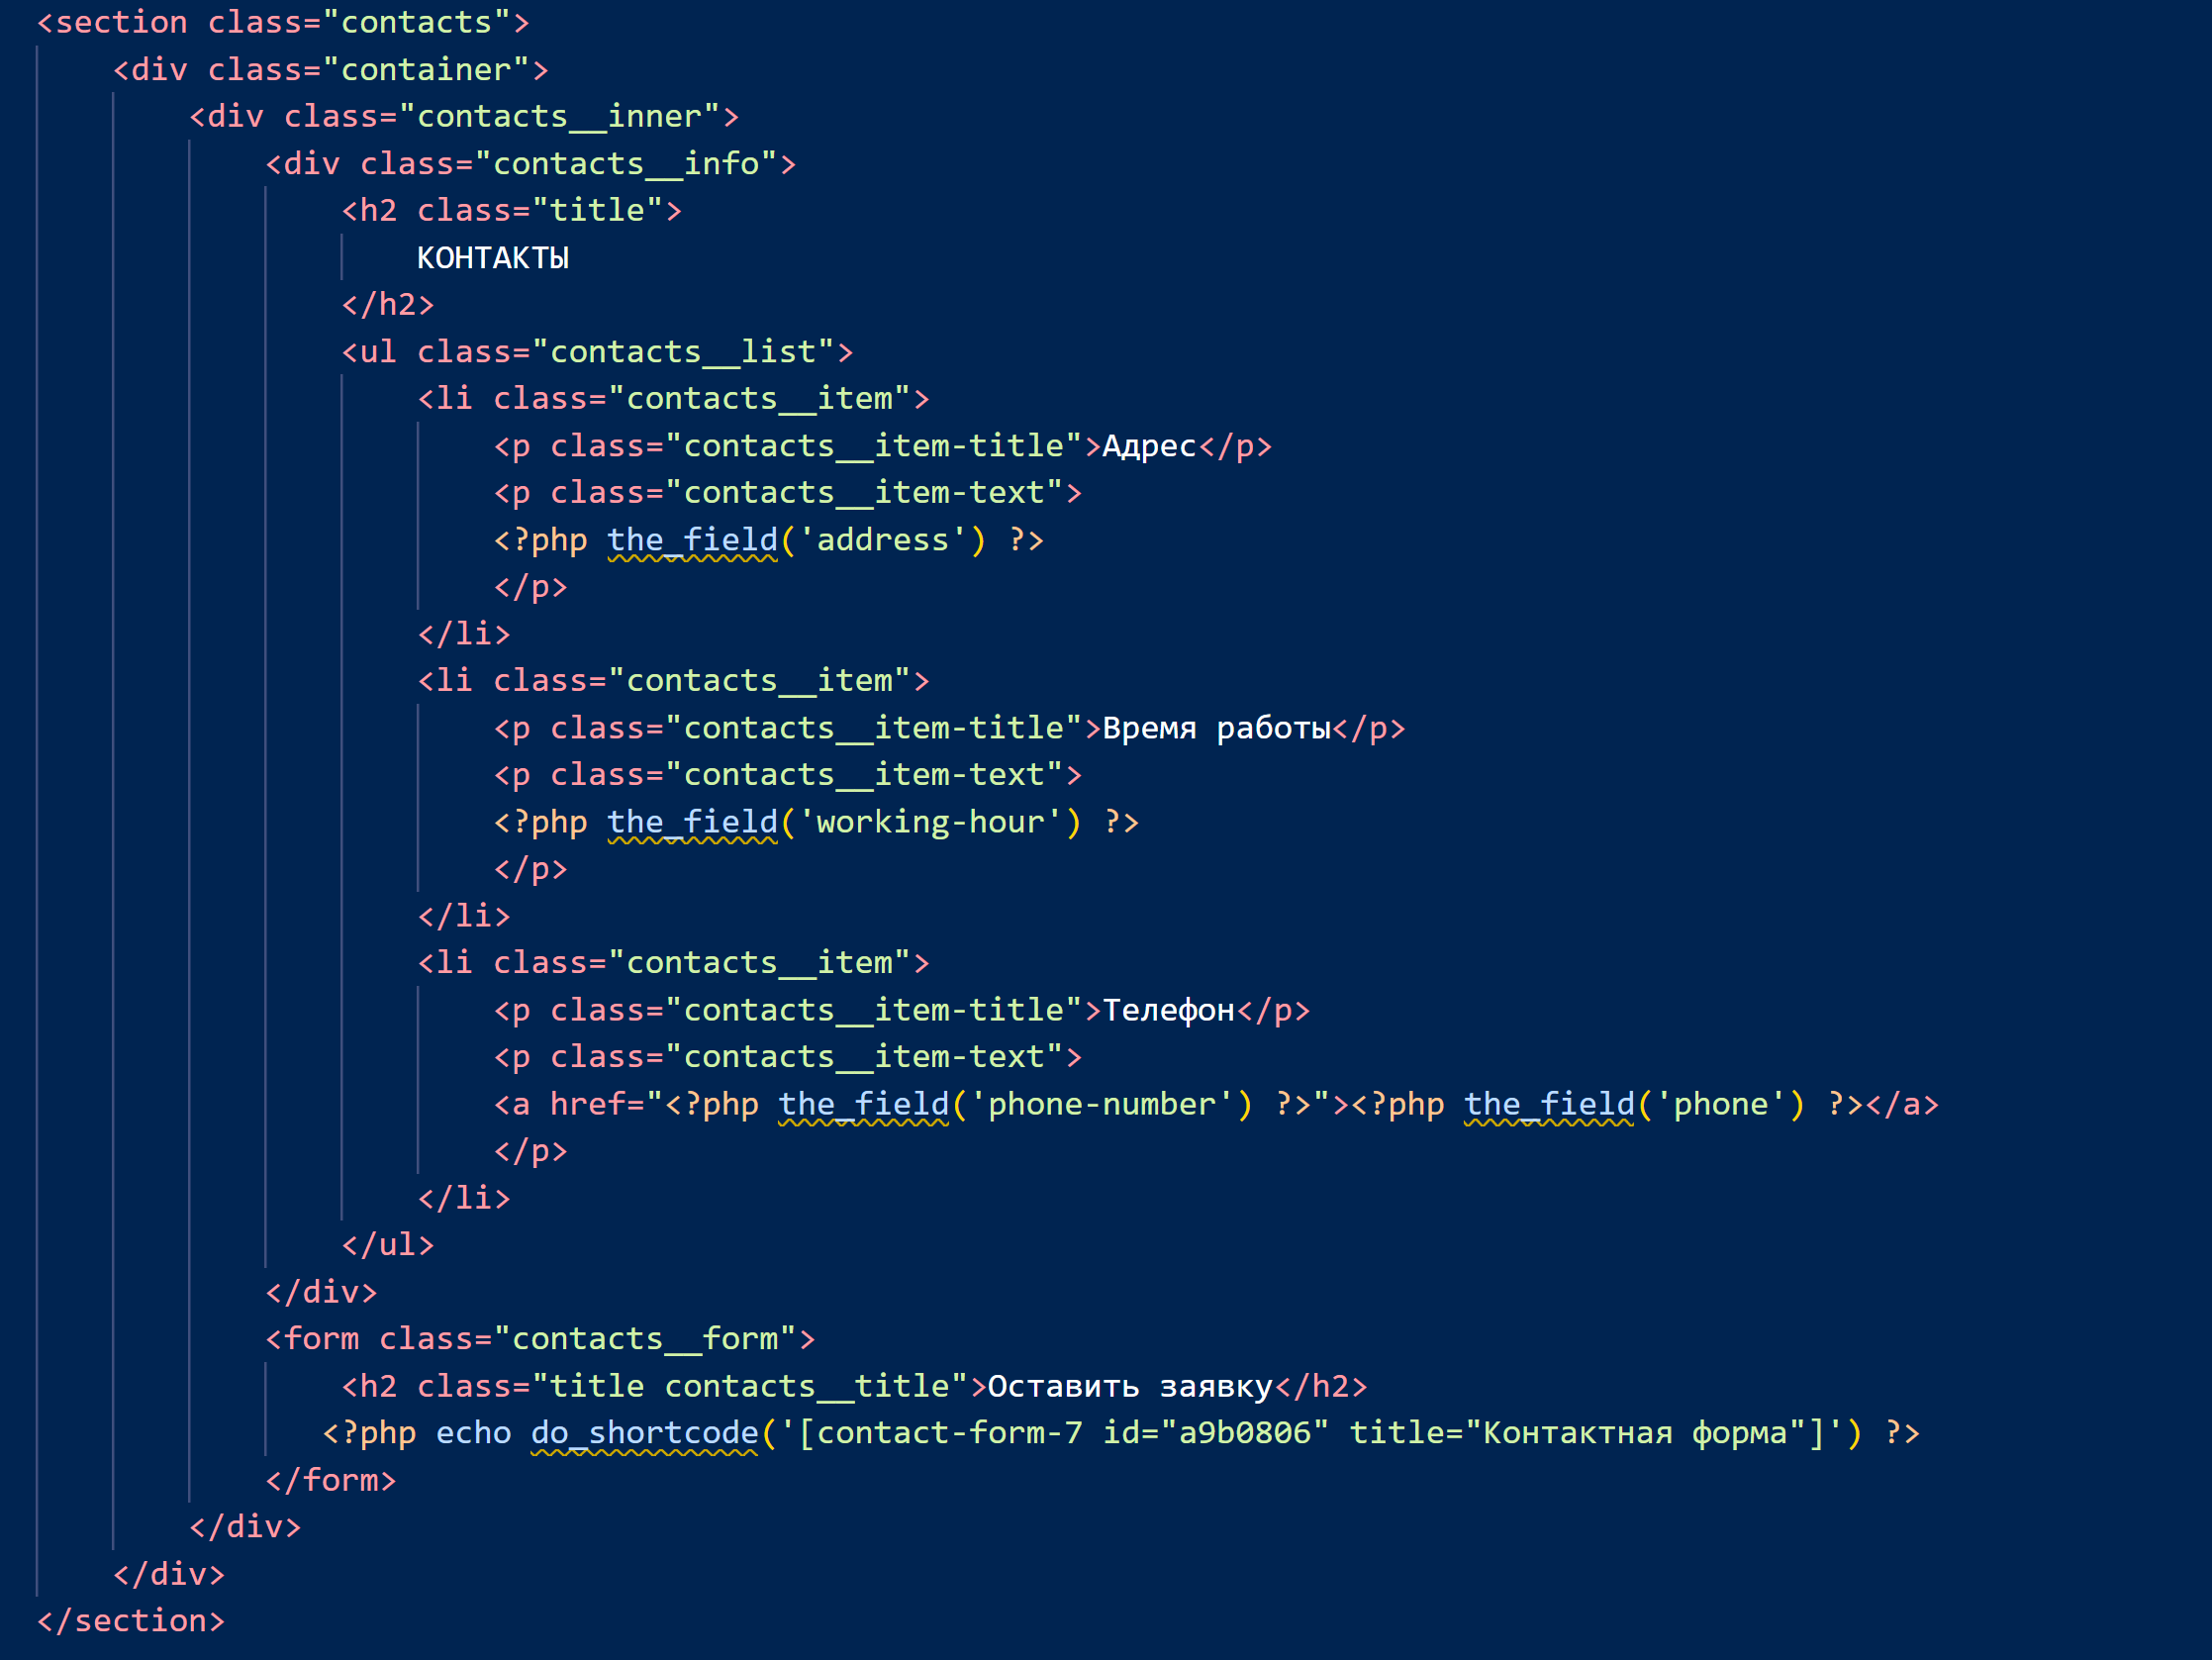 <section class="contacts">
<div class="container">
<div class="contacts__inner">
<div class="contacts__info">
<h2 class="title">
КОНТАКТЫ
</h2>
<ul class="contacts__list">
<li class="contacts__item">
<p class="contacts__item-title">Адрес</p>
<p class="contacts__item-text">
<?php the_field('address') ?>
</p>
</li>
<li class="contacts__item">
<p class="contacts__item-title">Время работы</p>
<p class="contacts__item-text">
<?php the_field('working-hour') ?>
</p>
</li>
<li class="contacts__item">
<p class="contacts__item-title">Телефон</p>
<p class="contacts__item-text">
<a href="<?php the_field('phone-number') ?>"><?php the_field('phone') ?></a>
</p>
</li>
</ul>
</div>
<form class="contacts__form">
<h2 class="title contacts__title">Оставить заявку</h2>
<?php echo do_shortcode('[contact-form-7 id="a9b0806" title="Контактная форма"]') ?>
</form>
</div>
</div>
</section>